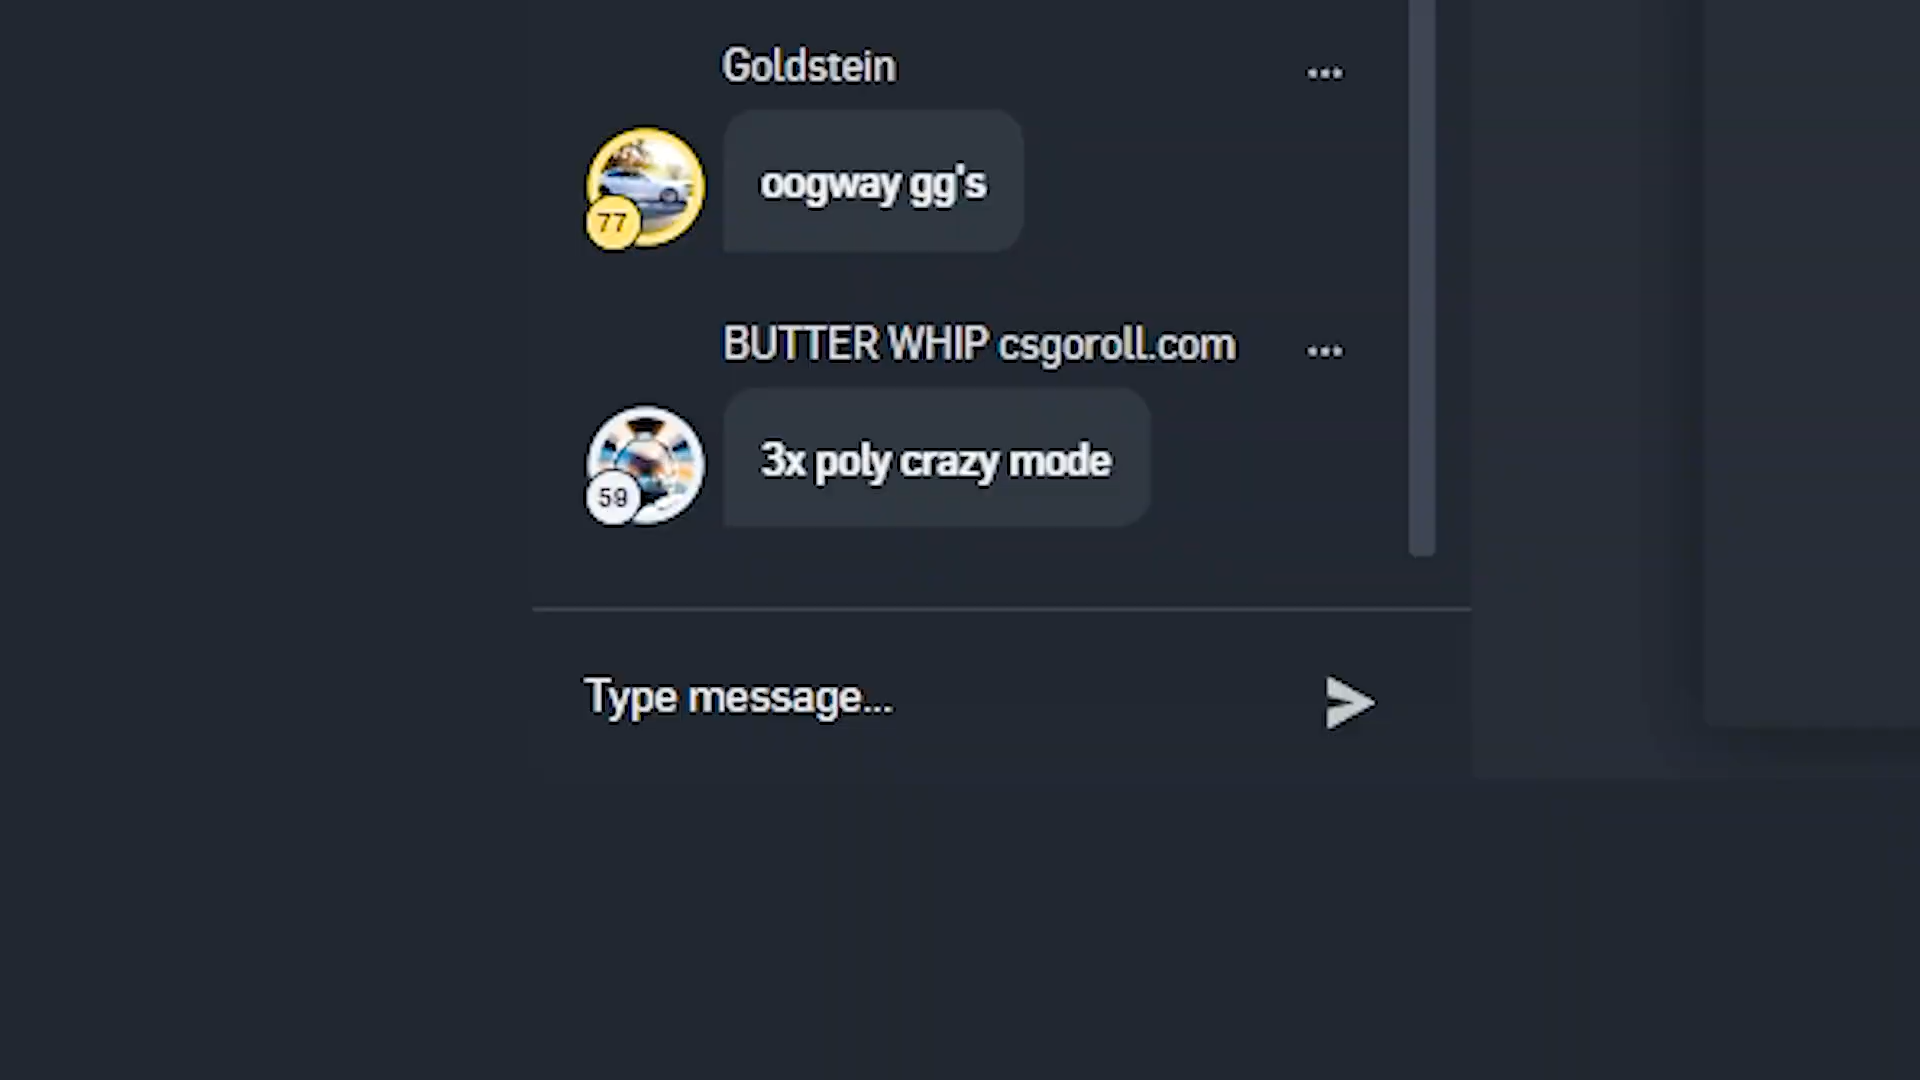 Goldstein
oogway gg's
77
BUTTER WHIP csgoroll.com
3x poly crazy mode
59
Type message...